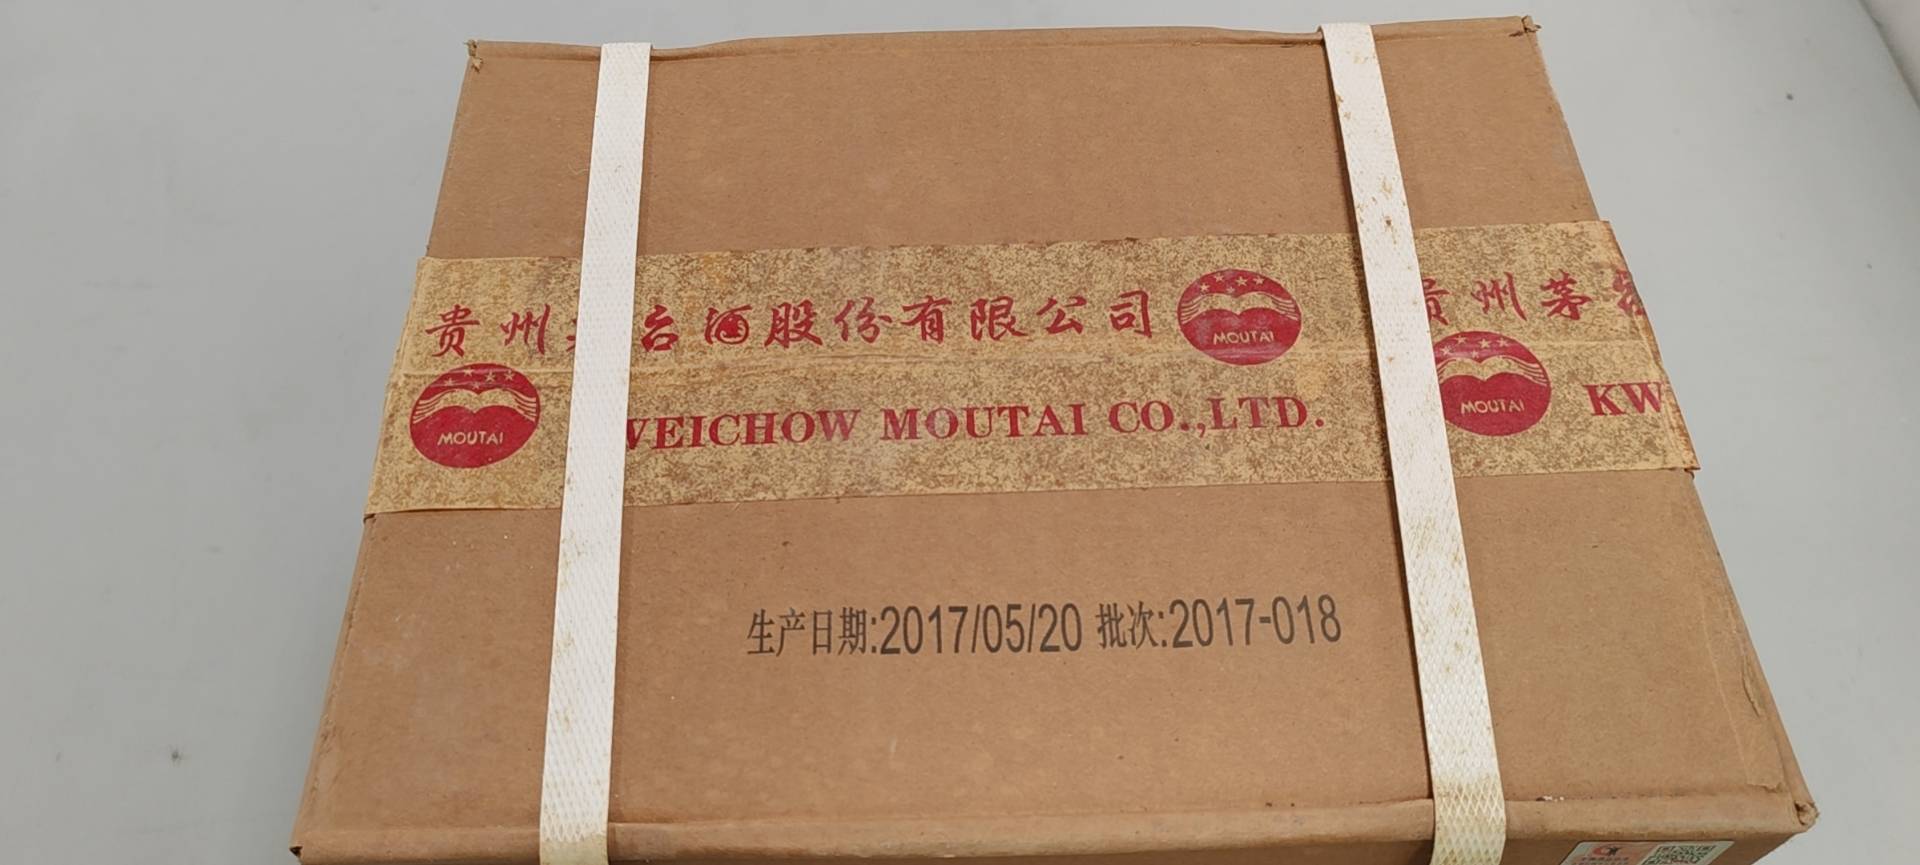 贵州 台酒股份有限公司 MOUTAI 贵州茅台
MOUTAI WEICHOW MOUTAI CO.,LTD. MOUTAI KW
生产日期:2017/05/20 批次:2017-018